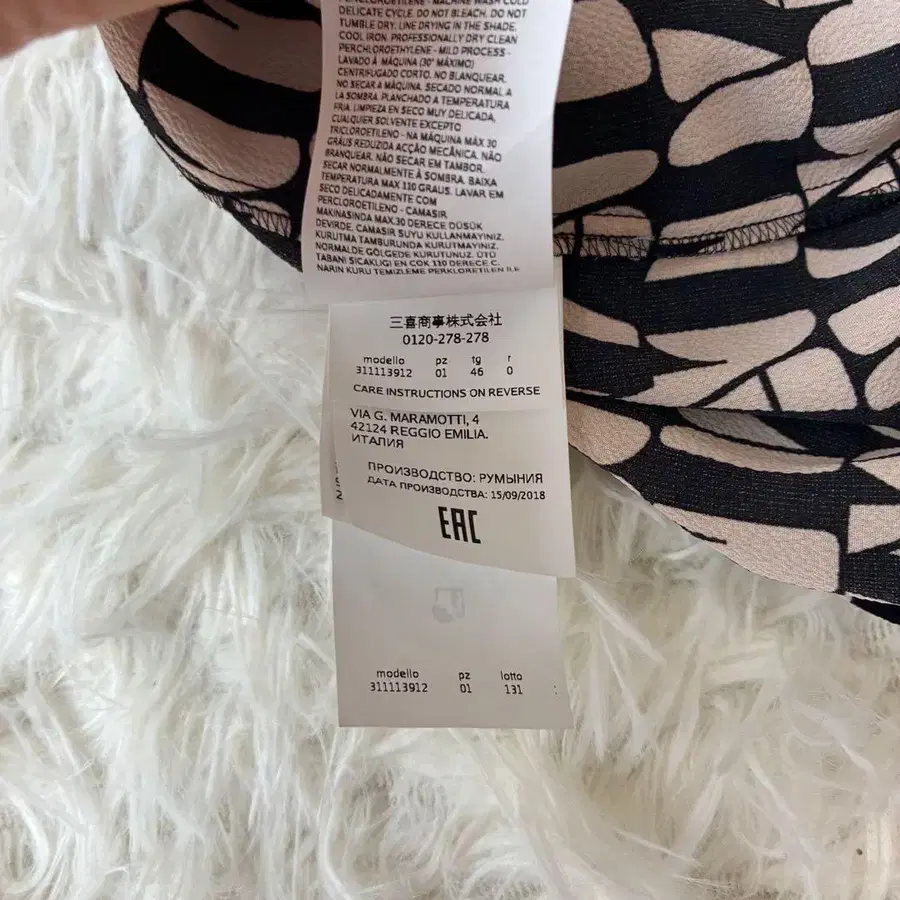 PERCLOROETILENE - MACHINE WASH COLD
DELICATE CYCLE. DO NOT BLEACH. DO NOT
TUMBLE DRY. LINE DRYING IN THE SHADE.
COOL IRON. PROFESSIONALLY DRY CLEAN
PERCHLOROETHYLENE - MILD PROCESS -
LAVADO À MÁQUINA (30° MÁXIMO)
CENTRIFUGADO CORTO. NO BLANQUEAR.
NO SECAR A MÁQUINA. SECADO NORMAL A
LA SOMBRA. PLANCHADO A TEMPERATURA
FRIA. LIMPIEZA EN SECO MUY DELICADA,
CUALQUIER SOLVENTE EXCEPTO
TRICLOROETILENO - NA MÁQUINA MÁX 30
GRAUS REDUZIDA ACÇÃO MECÂNICA. NÃO
BRANQUEAR. NÃO SECAR EM TAMBOR.
SECAR NORMALMENTE À SOMBRA. BAIXA
TEMPERATURA MAX 110 GRAUS. LAVAR EM
SECO DELICADAMENTE COM
PERCLOROETILENO - CAMASIR
MAKINASINDA MAX.30 DERECE DÜSÜK
DEVIRDE. CAMASIR SUYU KULLANMAYINIZ.
KURUTMA TAMBURUNDA KURUTMAYINIZ.
NORMALDE GÖLGEDE KURUTUNUZ. ÜTÜ
TABANI SICAKLIGI EN COK 110 DERECE C.
NARIN KURU TEMIZLEME PERKLORETILEN ILE
三喜商事株式会社
0120-278-278
modello pz tg r
311113912 01 46 0
CARE INSTRUCTIONS ON REVERSE
VIA G. MARAMOTTI, 4
42124 REGGIO EMILIA.
ИТАЛИЯ
ПРОИЗВОДСТВО: РУМЫНИЯ
ДАТА ПРОИЗВОДСТВА: 15/09/2018
EAC
modello pz lotto
311113912 01 131